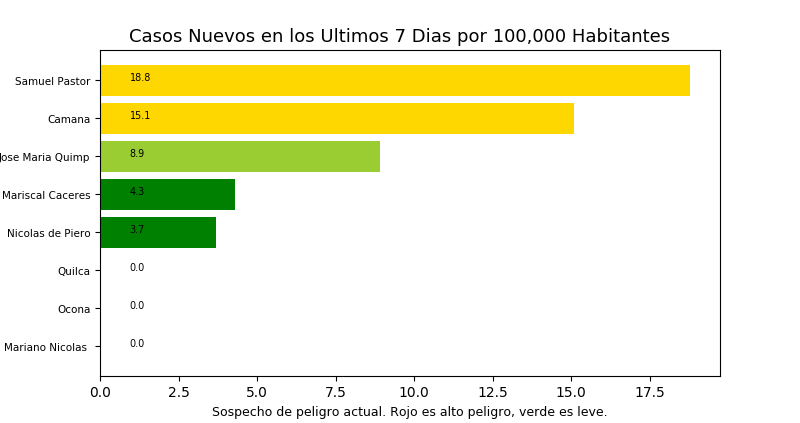 Casos Nuevos en los Ultimos 7 Dias por 100,000 Habitantes
Samuel Pastor 18.8
Camana 15.1
Jose Maria Quimp 8.9
Mariscal Caceres 4.3
Nicolas de Piero 3.7
Quilca 0.0
Ocona 0.0
Mariano Nicolas 0.0
0.0 2.5 5.0 7.5 10.0 12.5 15.0 17.5
Sospecho de peligro actual. Rojo es alto peligro, verde es leve.